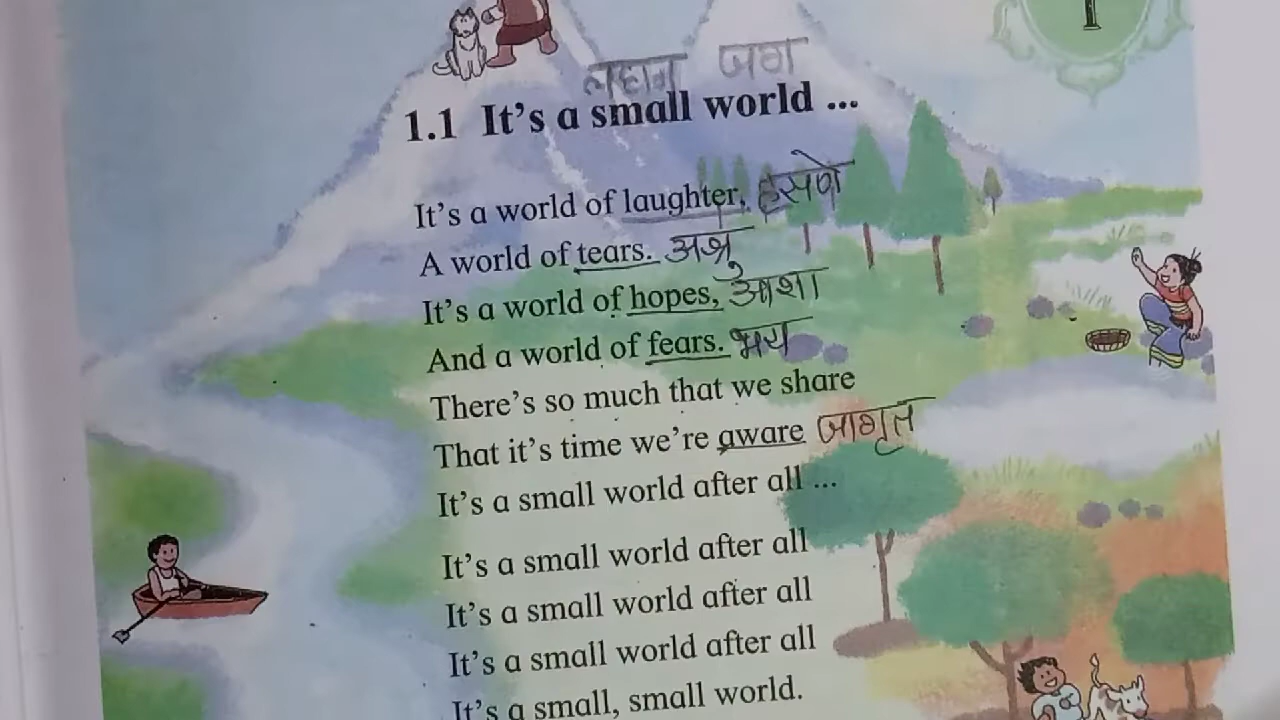 1
लहान जग
1.1 It's a small world ...
It's a world of laughter, हसणे
A world of tears. अश्रु
It's a world of hopes, आशा
And a world of fears. भय
There's so much that we share
That it's time we're aware जागृत
It's a small world after all ...
It's a small world after all
It's a small world after all
It's a small world after all
It's a small, small world.